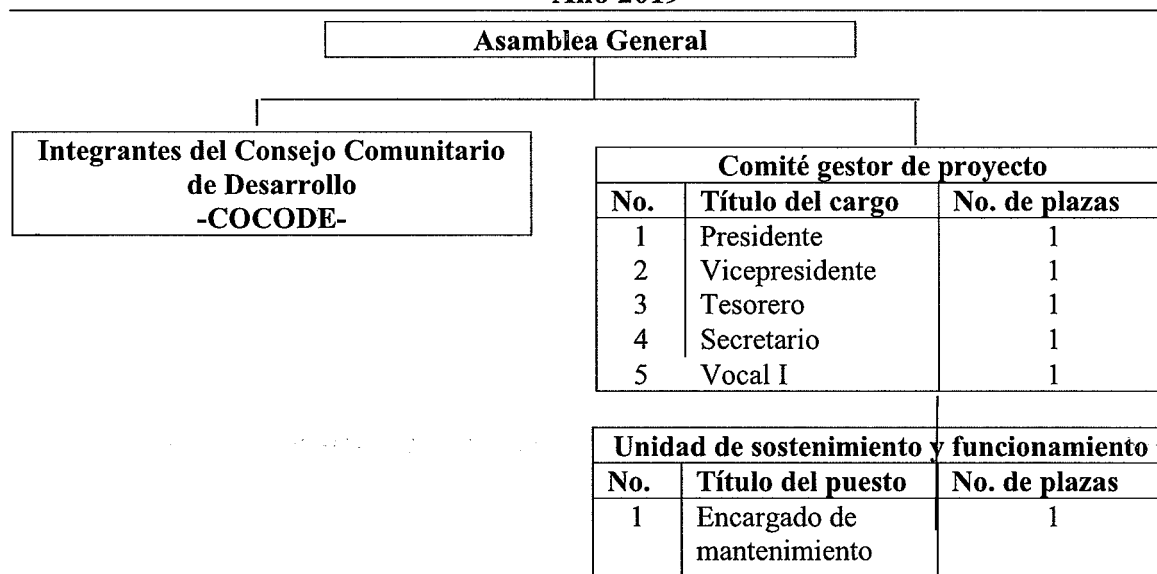 Año 2019
Asamblea General
Integrantes del Consejo Comunitario
de Desarrollo
-COCODE-
Comité gestor de proyecto
No. Título del cargo No. de plazas
1 Presidente 1
2 Vicepresidente 1
3 Tesorero 1
4 Secretario 1
5 Vocal I 1
Unidad de sostenimiento y funcionamiento
No. Título del puesto No. de plazas
1 Encargado de 1
mantenimiento